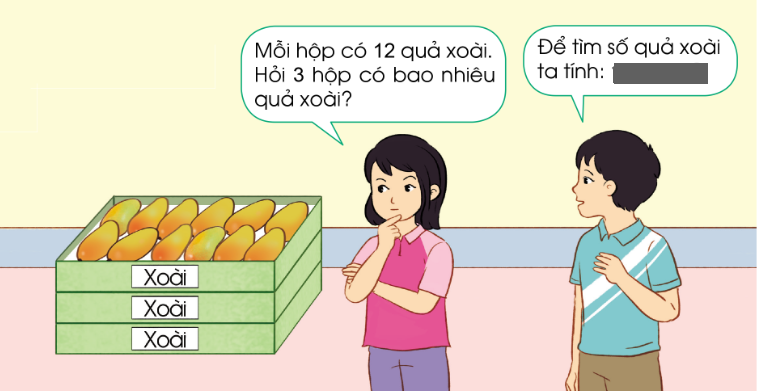 Mỗi hộp có 12 quả xoài.
Hỏi 3 hộp có bao nhiêu
quả xoài?
Để tìm số quả xoài
ta tính:
Xoài
Xoài
Xoài